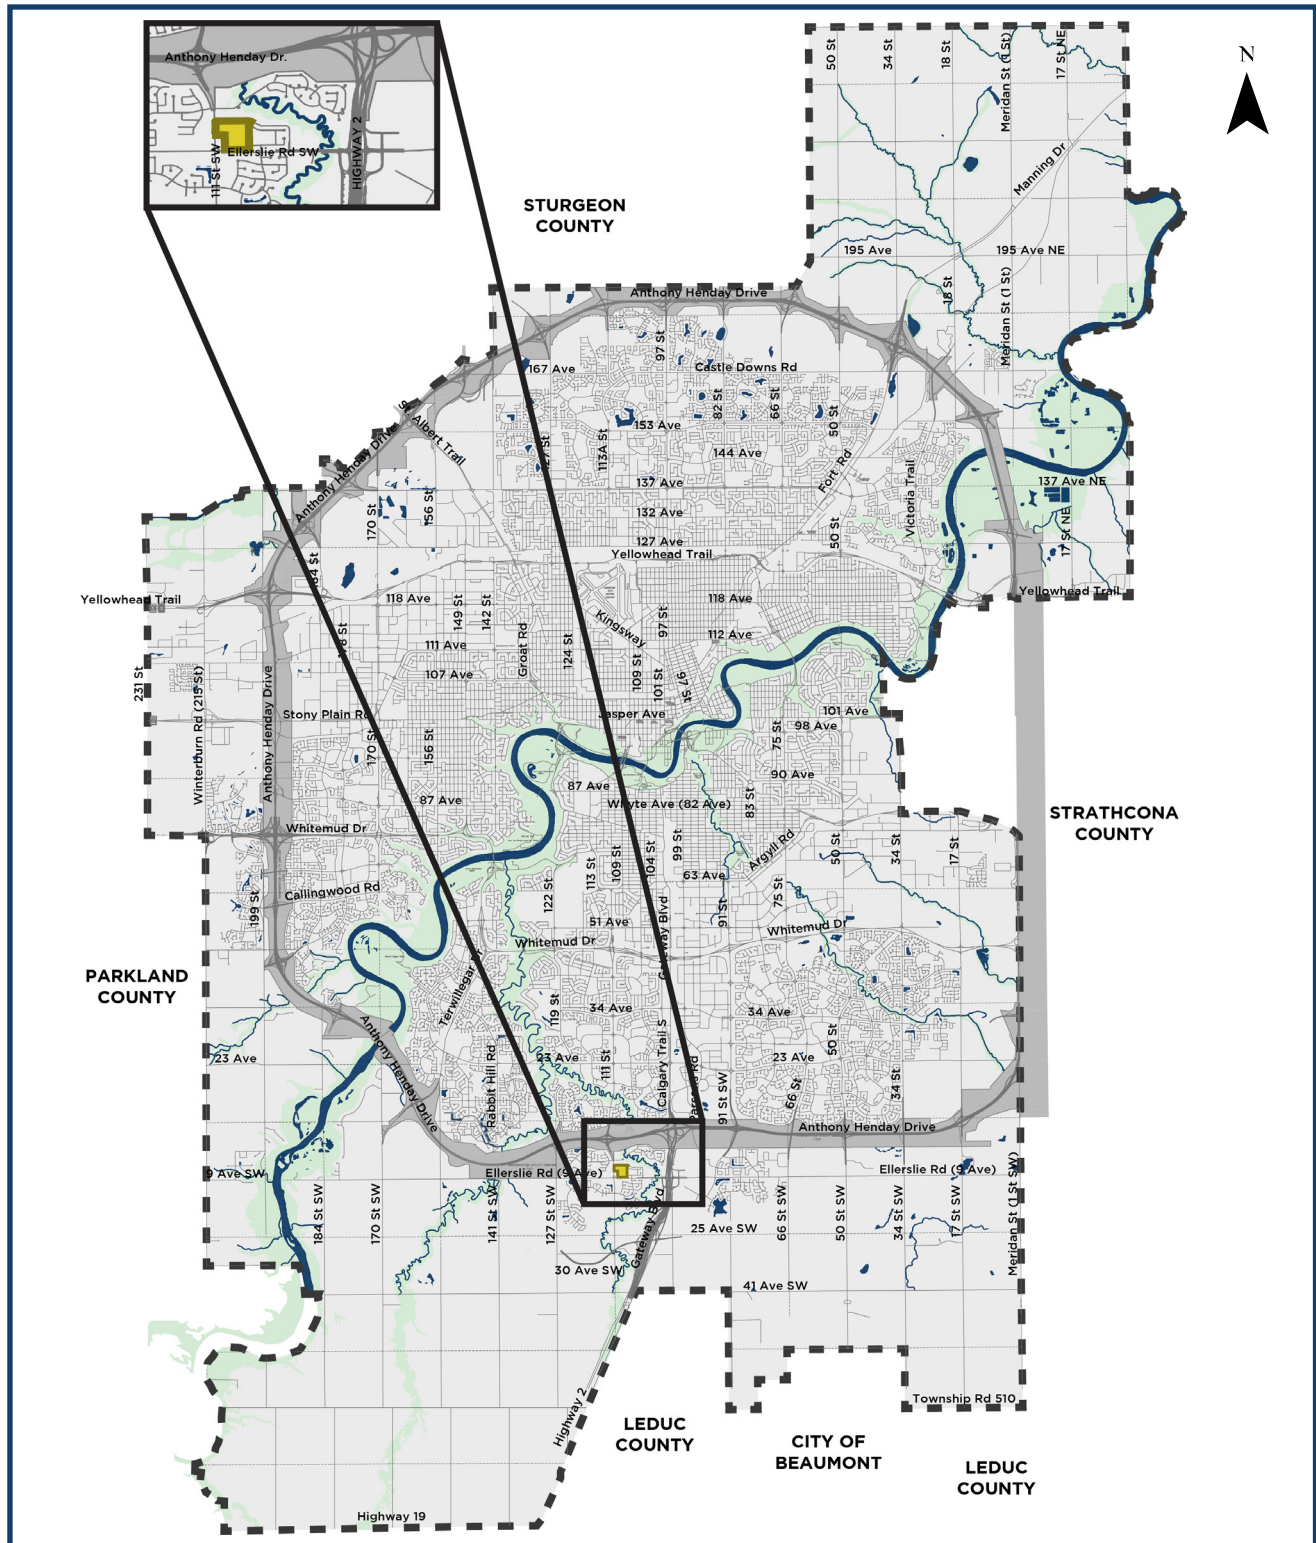 Anthony Henday Dr.
Ellerslie Rd SW
111 St SW
HIGHWAY 2
N
STURGEON
COUNTY
50 St
34 St
18 St
Meridan St (1 St)
17 St NE
Manning Dr
195 Ave
195 Ave NE
18 St
Meridan St (1 St)
Anthony Henday Drive
97 St
167 Ave
Castle Downs Rd
82 St
66 St
50 St
St. Albert Trail
Anthony Henday Drive
153 Ave
127 St
113A St
144 Ave
Fort Rd
Victoria Trail
137 Ave
137 Ave NE
Anthony Henday Drive
170 St
156 St
132 Ave
127 Ave
50 St
17 St NE
Yellowhead Trail
184 St
Yellowhead Trail
118 Ave
149 St
142 St
118 Ave
Yellowhead Trail
Kingsway
97 St
112 Ave
178 St
111 Ave
Groat Rd
124 St
109 St
101 St
97 St
107 Ave
231 St
Winterburn Rd (215 St)
Anthony Henday Drive
Stony Plain Rd
Jasper Ave
101 Ave
98 Ave
75 St
170 St
156 St
90 Ave
87 Ave
87 Ave
Whyte Ave (82 Ave)
83 St
STRATHCONA
COUNTY
Whitemud Dr
99 St
104 St
109 St
113 St
Argyll Rd
50 St
34 St
17 St
63 Ave
75 St
Callingwood Rd
199 St
122 St
91 St
51 Ave
Gateway Blvd
Whitemud Dr
Whitemud Dr
PARKLAND
COUNTY
Terwillegar Dr
119 St
34 Ave
34 Ave
Calgary Trail S
50 St
Anthony Henday Drive
23 Ave
Rabbit Hill Rd
23 Ave
111 St
Parsons Rd
91 St SW
23 Ave
66 St
34 St
Anthony Henday Drive
9 Ave SW
Ellerslie Rd (9 Ave)
Ellerslie Rd (9 Ave)
184 St SW
170 St SW
141 St SW
127 St SW
Gateway Blvd
25 Ave SW
66 St SW
50 St SW
34 St SW
17 St SW
Meridan St (1 St SW)
30 Ave SW
41 Ave SW
Highway 2
Township Rd 510
LEDUC
COUNTY
CITY OF
BEAUMONT
LEDUC
COUNTY
Highway 19